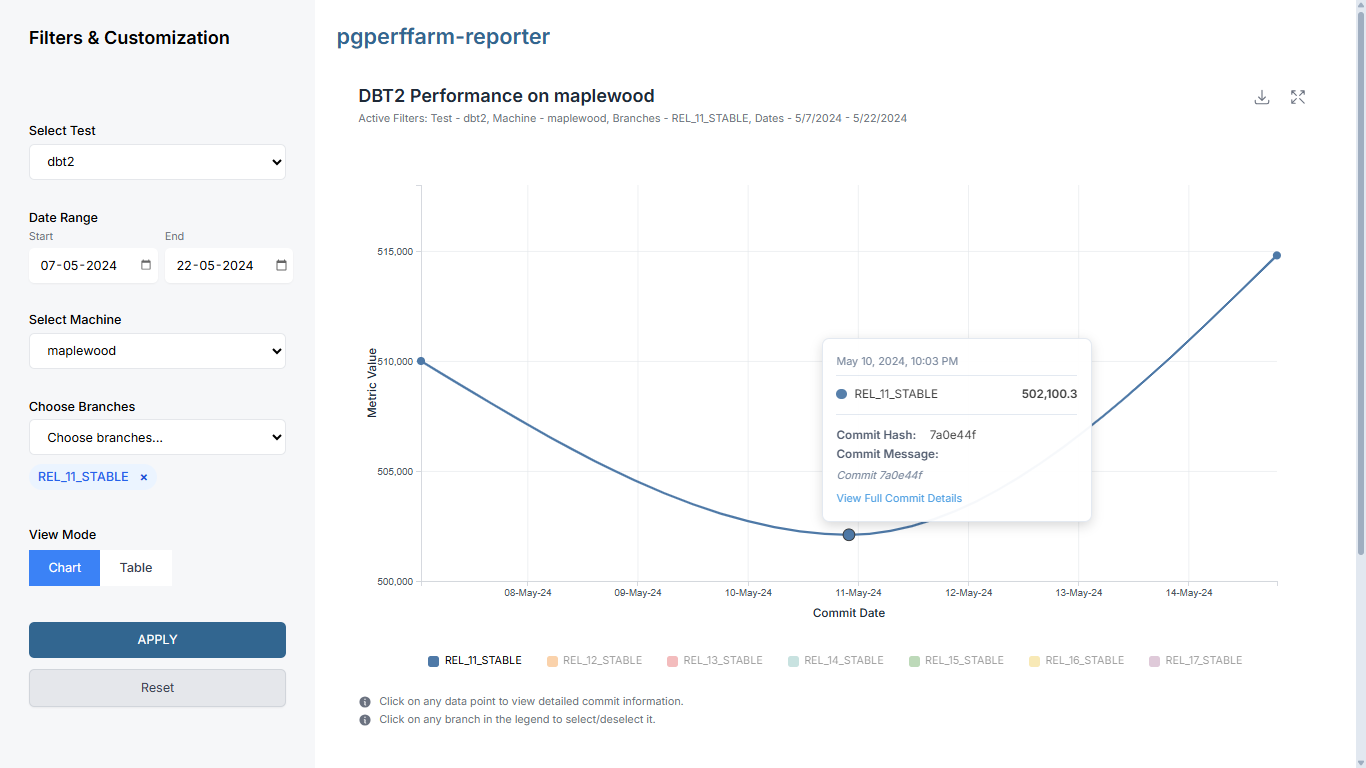 Filters & Customization
Select Test
dbt2
Date Range
Start End
07-05-2024 22-05-2024
Select Machine
maplewood
Choose Branches
Choose branches...
REL_11_STABLE ×
View Mode
Chart Table
APPLY
Reset
pgperffarm-reporter
DBT2 Performance on maplewood
Active Filters: Test - dbt2, Machine - maplewood, Branches - REL_11_STABLE, Dates - 5/7/2024 - 5/22/2024
Metric Value
515,000
510,000
505,000
500,000
May 10, 2024, 10:03 PM
REL_11_STABLE 502,100.3
Commit Hash: 7a0e44f
Commit Message:
Commit 7a0e44f
View Full Commit Details
08-May-24 09-May-24 10-May-24 11-May-24 12-May-24 13-May-24 14-May-24
Commit Date
REL_11_STABLE REL_12_STABLE REL_13_STABLE REL_14_STABLE REL_15_STABLE REL_16_STABLE REL_17_STABLE
Click on any data point to view detailed commit information.
Click on any branch in the legend to select/deselect it.